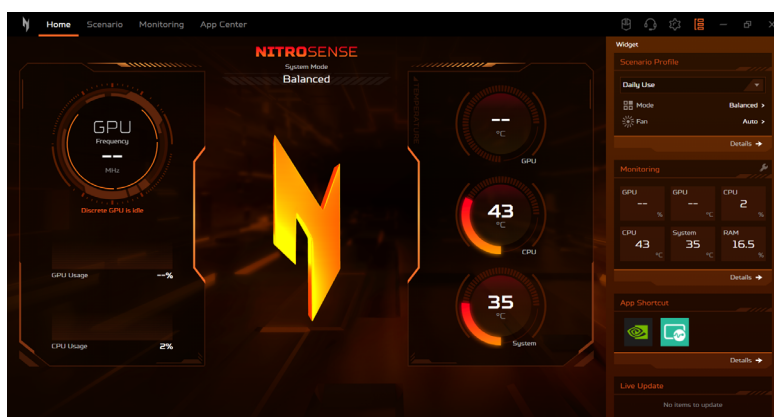 Home Scenario Monitoring App Center
NITROSENSE
System Mode
Balanced
GPU
Frequency
--
MHz
Discrete GPU is idle
GPU Usage --%
CPU Usage 2%
--
°C
GPU
43
°C
CPU
35
°C
System
Widget
Scenario Profile
Daily Use
Mode Balanced >
Fan Auto >
Details →
Monitoring
GPU GPU CPU
-- -- 2
% °C %
CPU System RAM
43 35 16.5
°C °C %
Details →
App Shortcut
Details →
Live Update
No items to update